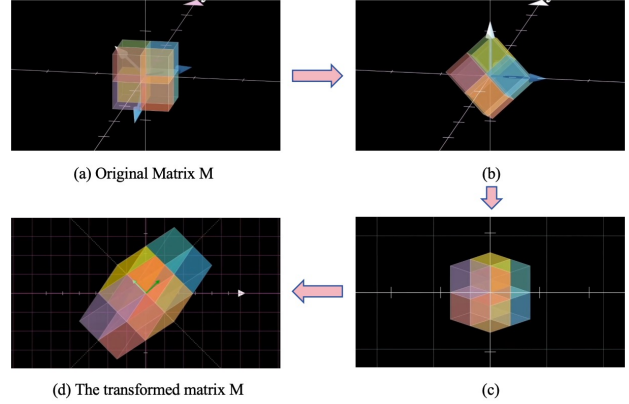 (a) Original Matrix M
(b)
(d) The transformed matrix M
(c)